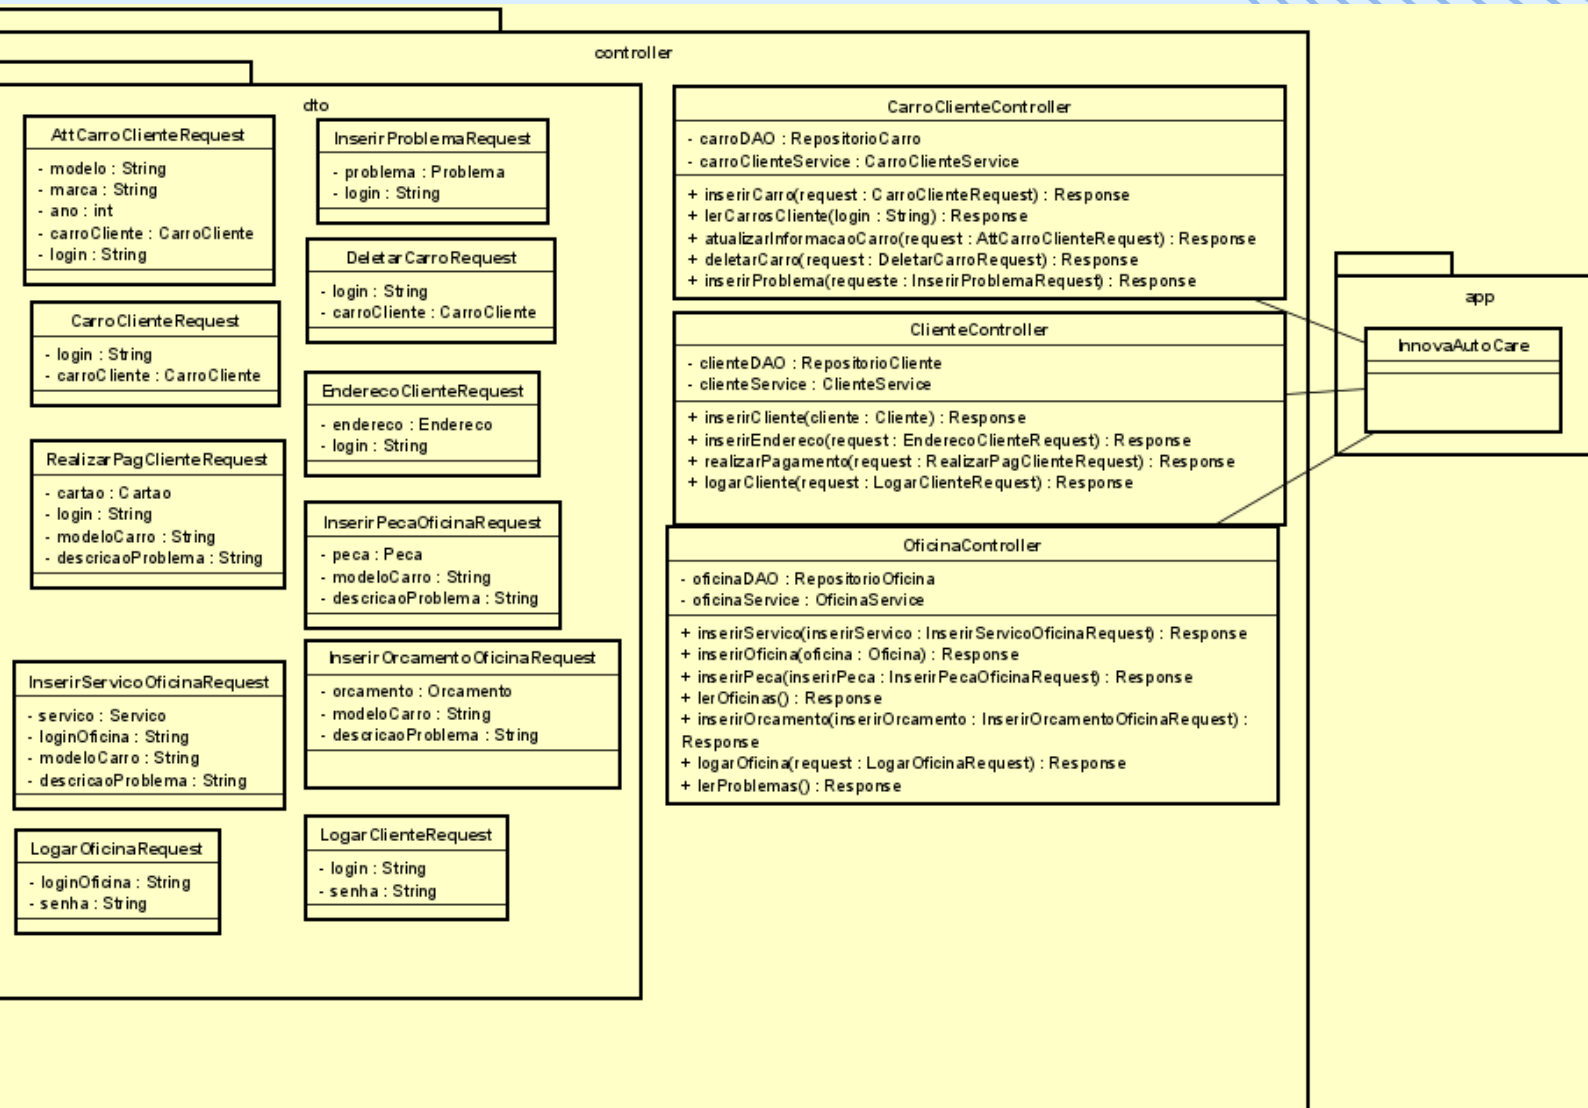 controller
dto
AttCarroClienteRequest
- modelo : String
- marca : String
- ano : int
- carroCliente : CarroCliente
- login : String
InserirProblemaRequest
- problema : Problema
- login : String
DeletarCarroRequest
- login : String
- carroCliente : CarroCliente
CarroClienteRequest
- login : String
- carroCliente : CarroCliente
EnderecoClienteRequest
- endereco : Endereco
- login : String
RealizarPagClienteRequest
- cartao : Cartao
- login : String
- modeloCarro : String
- descricaoProblema : String
InserirPecaOficinaRequest
- peca : Peca
- modeloCarro : String
- descricaoProblema : String
InserirServicoOficinaRequest
- servico : Servico
- loginOficina : String
- modeloCarro : String
- descricaoProblema : String
InserirOrcamentoOficinaRequest
- orcamento : Orcamento
- modeloCarro : String
- descricaoProblema : String
LogarOficinaRequest
- loginOficina : String
- senha : String
LogarClienteRequest
- login : String
- senha : String
CarroClienteController
- carroDAO : RepositorioCarro
- carroClienteService : CarroClienteService
+ inserirCarro(request : CarroClienteRequest) : Response
+ lerCarrosCliente(login : String) : Response
+ atualizarInformacaoCarro(request : AttCarroClienteRequest) : Response
+ deletarCarro(request : DeletarCarroRequest) : Response
+ inserirProblema(requeste : InserirProblemaRequest) : Response
ClienteController
- clienteDAO : RepositorioCliente
- clienteService : ClienteService
+ inserirCliente(cliente : Cliente) : Response
+ inserirEndereco(request : EnderecoClienteRequest) : Response
+ realizarPagamento(request : RealizarPagClienteRequest) : Response
+ logarCliente(request : LogarClienteRequest) : Response
OficinaController
- oficinaDAO : RepositorioOficina
- oficinaService : OficinaService
+ inserirServico(inserirServico : InserirServicoOficinaRequest) : Response
+ inserirOficina(oficina : Oficina) : Response
+ inserirPeca(inserirPeca : InserirPecaOficinaRequest) : Response
+ lerOficinas() : Response
+ inserirOrcamento(inserirOrcamento : InserirOrcamentoOficinaRequest) :
Response
+ logarOficina(request : LogarOficinaRequest) : Response
+ lerProblemas() : Response
app
InnovaAutoCare